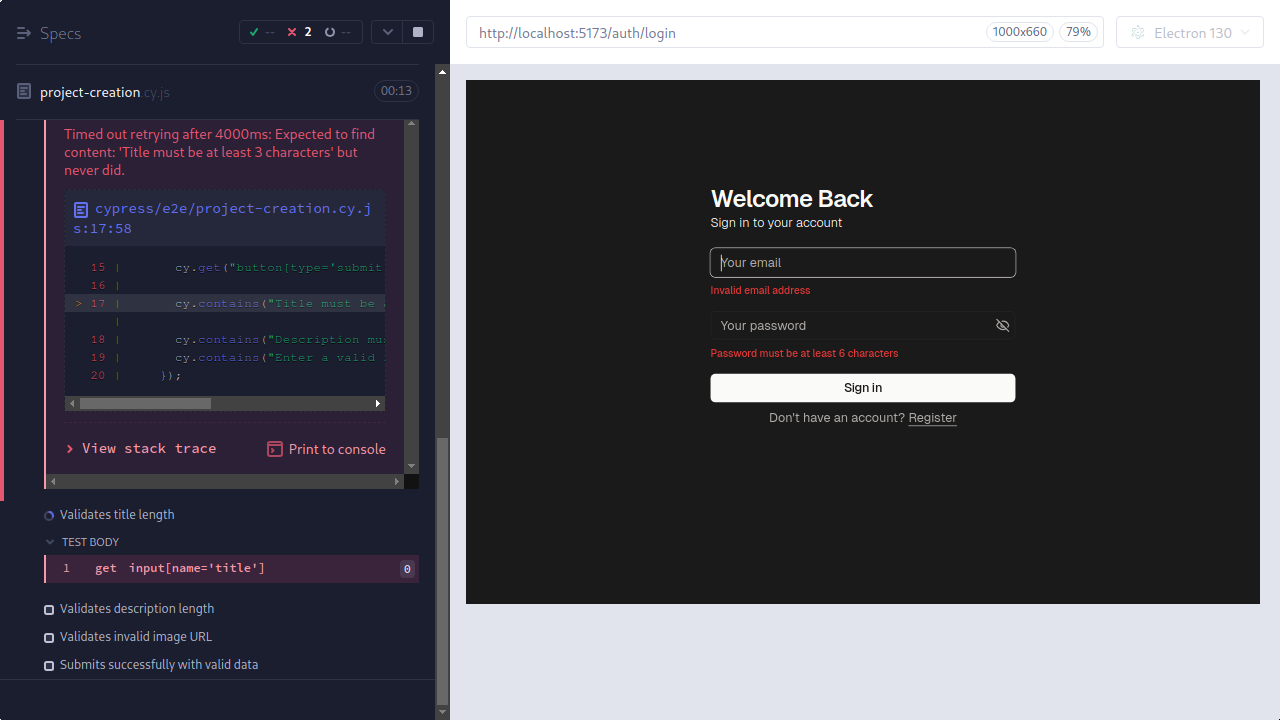 Specs
-- 2 --
project-creation.cy.js
00:13
Timed out retrying after 4000ms: Expected to find
content: 'Title must be at least 3 characters' but
never did.
cypress/e2e/project-creation.cy.j
s:17:58
15 | cy.get("button[type='submit
16 |
> 17 | cy.contains("Title must be
|
18 | cy.contains("Description mu
19 | cy.contains("Enter a valid
20 | });
View stack trace
Print to console
Validates title length
TEST BODY
1 get input[name='title'] 0
Validates description length
Validates invalid image URL
Submits successfully with valid data
http://localhost:5173/auth/login
1000x660
79%
Electron 130
Welcome Back
Sign in to your account
Your email
Invalid email address
Your password
Password must be at least 6 characters
Sign in
Don't have an account? Register